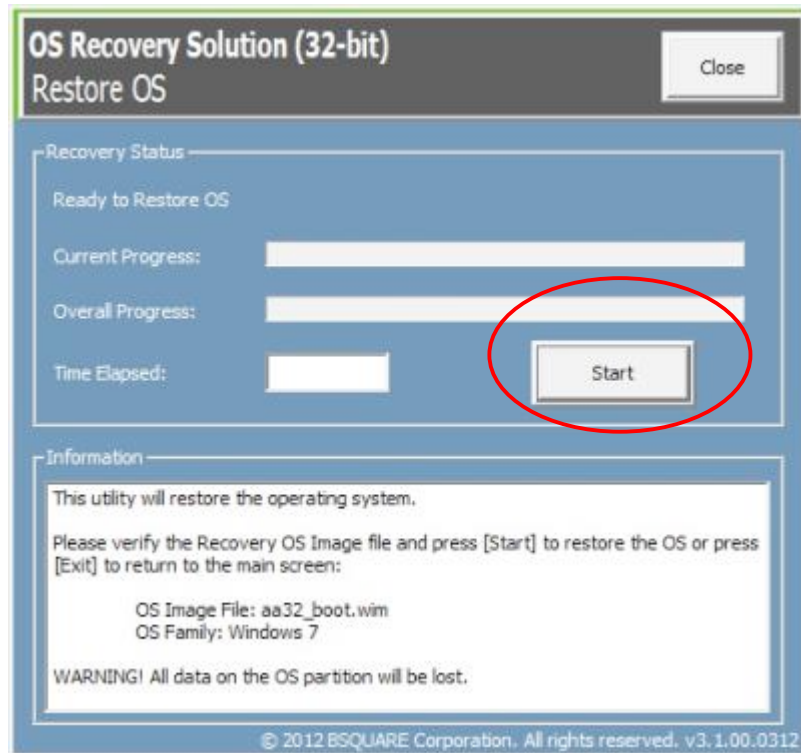 OS Recovery Solution (32-bit)
Restore OS
Close
Recovery Status
Ready to Restore OS
Current Progress:
Overall Progress:
Time Elapsed:
Start
Information
This utility will restore the operating system.
Please verify the Recovery OS Image file and press [Start] to restore the OS or press
[Exit] to return to the main screen:
OS Image File: aa32_boot.wim
OS Family: Windows 7
WARNING! All data on the OS partition will be lost.
© 2012 BSQUARE Corporation. All rights reserved. v3.1.00.0312